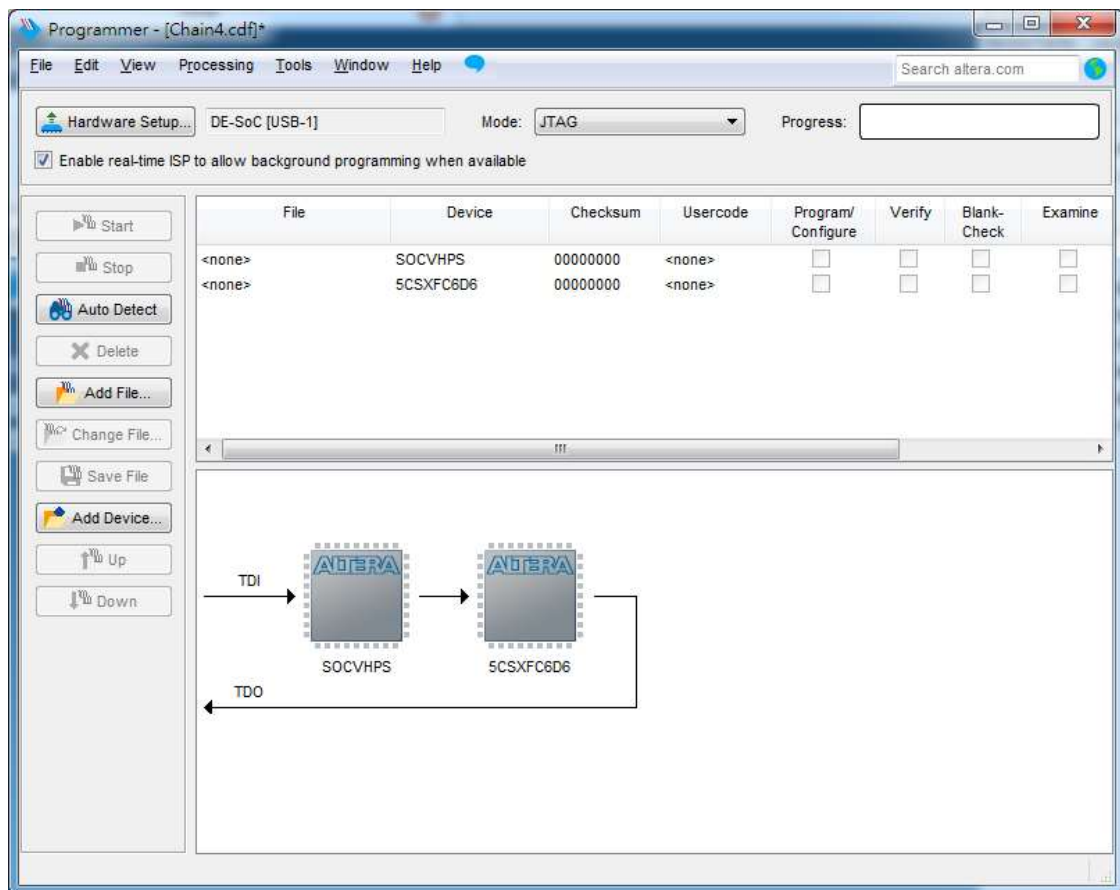 Programmer - [Chain4.cdf]*
File Edit View Processing Tools Window Help Search altera.com
Hardware Setup... DE-SoC [USB-1] Mode: JTAG Progress:
Enable real-time ISP to allow background programming when available
Start
Stop
Auto Detect
Delete
Add File...
Change File...
Save File
Add Device...
Up
Down
File Device Checksum Usercode Program/ Verify Blank- Examine
Configure Check
<none> SOCVHPS 00000000 <none>
<none> 5CSXFC6D6 00000000 <none>
ALTERA ALTERA
TDI
SOCVHPS 5CSXFC6D6
TDO